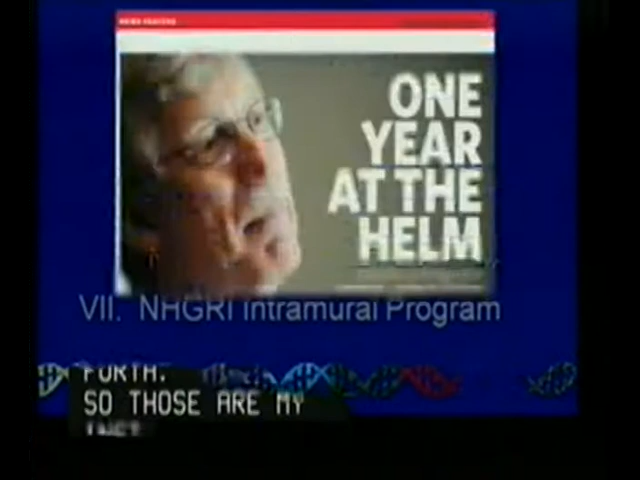 ONE
YEAR
AT THE
HELM
VII. NHGRI Intramural Program
FORTH.
SO THOSE ARE MY